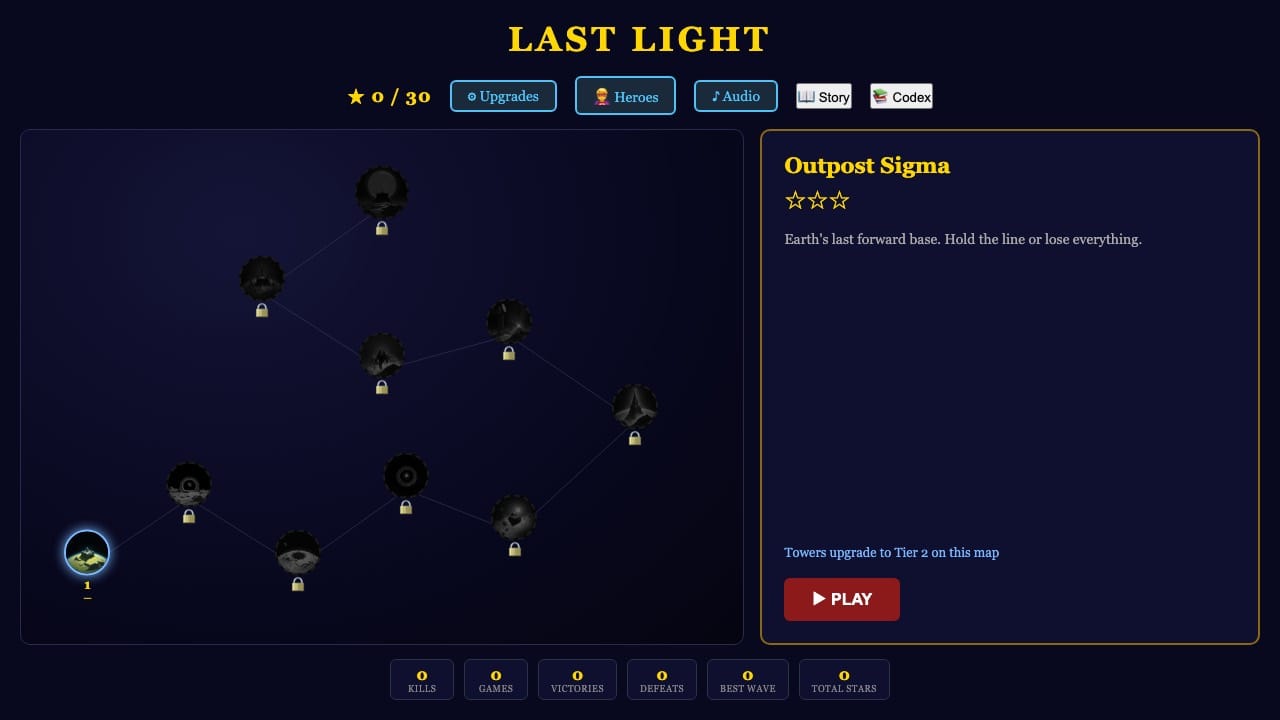 LAST LIGHT
★ 0 / 30
⚙ Upgrades
Heroes
♪ Audio
Story
Codex
Outpost Sigma
☆☆☆
Earth's last forward base. Hold the line or lose everything.
1
–
Towers upgrade to Tier 2 on this map
▶ PLAY
0
KILLS
0
GAMES
0
VICTORIES
0
DEFEATS
0
BEST WAVE
0
TOTAL STARS